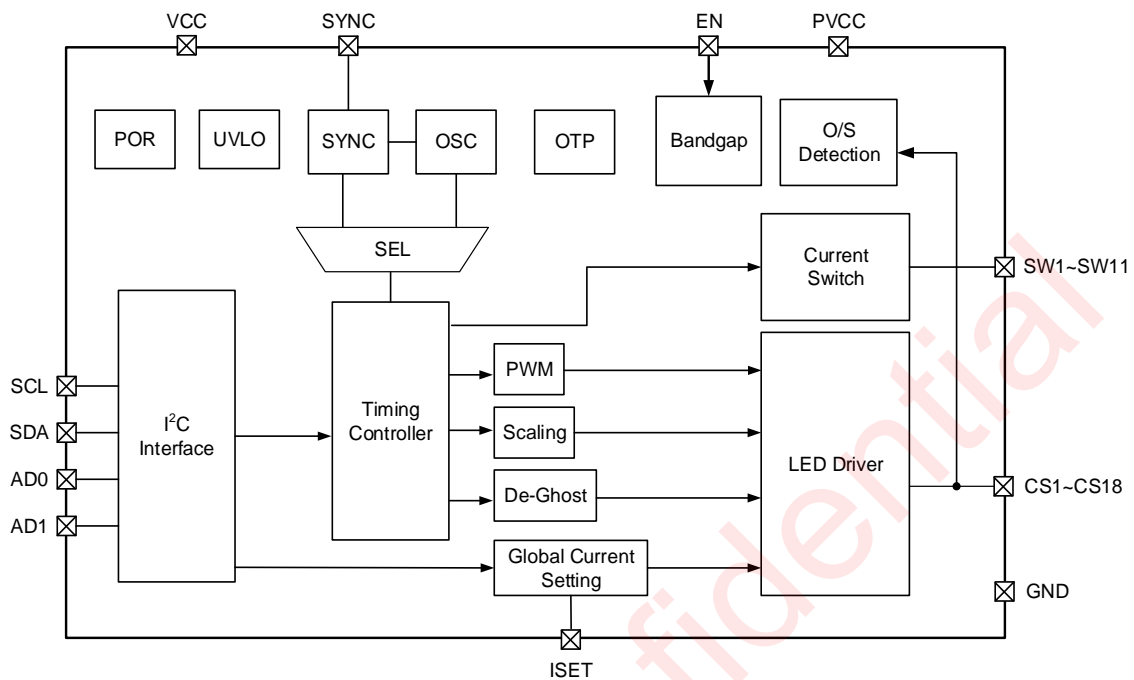 VCC
SYNC
EN
PVCC
POR
UVLO
SYNC
OSC
OTP
Bandgap
O/S
Detection
SEL
Current
Switch
SW1~SW11
SCL
SDA
AD0
AD1
I²C
Interface
Timing
Controller
PWM
Scaling
De-Ghost
LED Driver
CS1~CS18
Global Current
Setting
GND
ISET
fidential